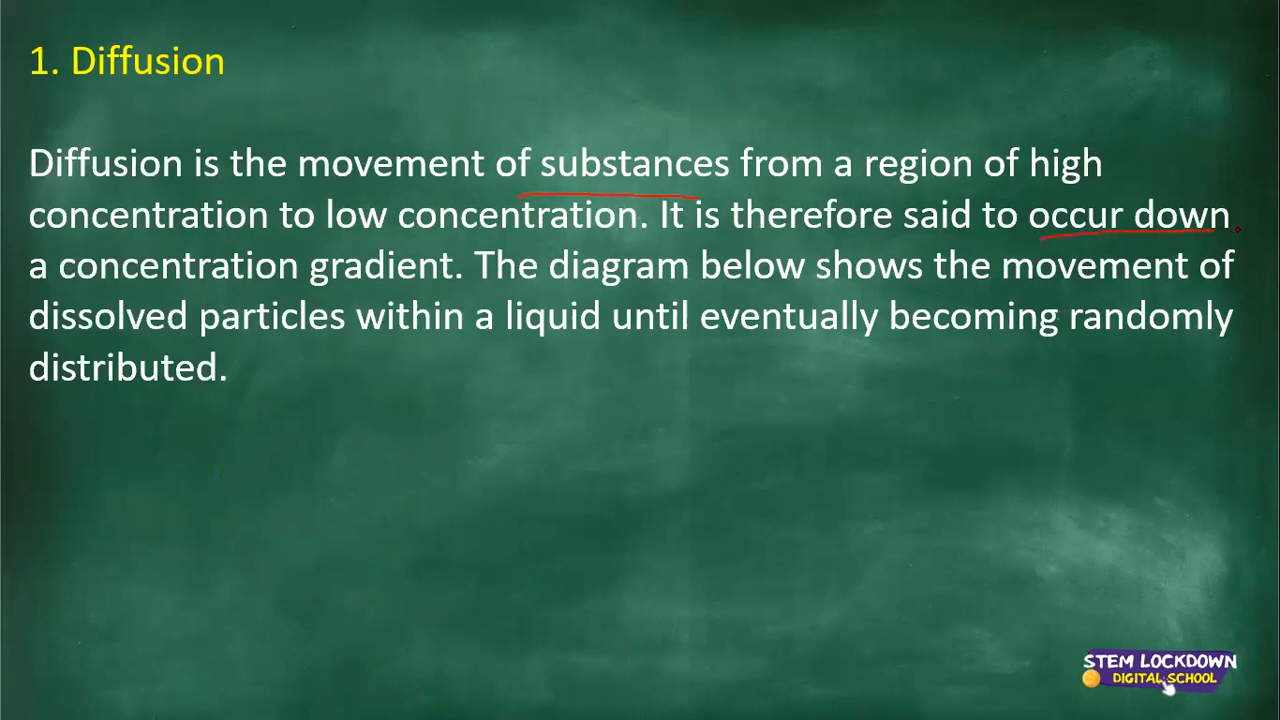 1. Diffusion
Diffusion is the movement of substances from a region of high
concentration to low concentration. It is therefore said to occur down
a concentration gradient. The diagram below shows the movement of
dissolved particles within a liquid until eventually becoming randomly
distributed.
STEM LOCKDOWN
DIGITAL SCHOOL